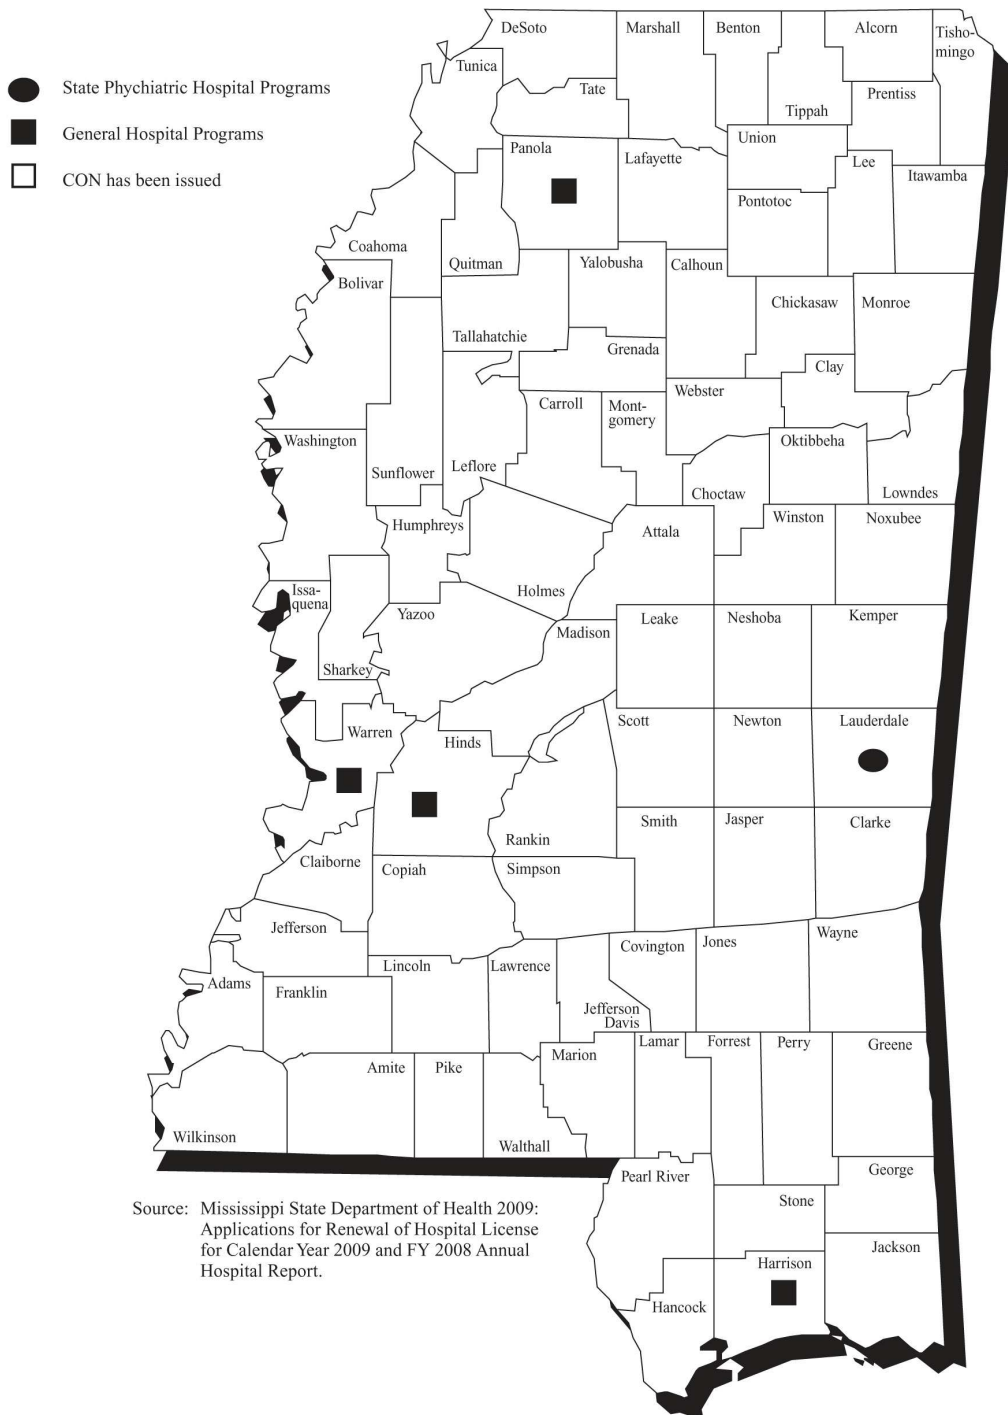 DeSoto
Marshall
Benton
Alcorn
Tisho-
mingo
Tunica
State Phychiatric Hospital Programs
Tate
Prentiss
Tippah
General Hospital Programs
Union
Panola
Lafayette
Lee
CON has been issued
Itawamba
Pontotoc
Coahoma
Quitman
Yalobusha
Calhoun
Bolivar
Chickasaw
Monroe
Tallahatchie
Grenada
Clay
Webster
Carroll
Mont-
gomery
Washington
Oktibbeha
Sunflower
Leflore
Choctaw
Lowndes
Humphreys
Winston
Noxubee
Attala
Issa-
quena
Holmes
Yazoo
Leake
Neshoba
Kemper
Madison
Sharkey
Scott
Newton
Lauderdale
Warren
Hinds
Smith
Jasper
Clarke
Rankin
Claiborne
Copiah
Simpson
Jefferson
Wayne
Covington
Jones
Lincoln
Lawrence
Adams
Franklin
Jefferson
Davis
Marion
Lamar
Forrest
Perry
Greene
Amite
Pike
Wilkinson
Walthall
George
Pearl River
Stone
Source: Mississippi State Department of Health 2009:
Applications for Renewal of Hospital License
for Calendar Year 2009 and FY 2008 Annual
Hospital Report.
Jackson
Harrison
Hancock